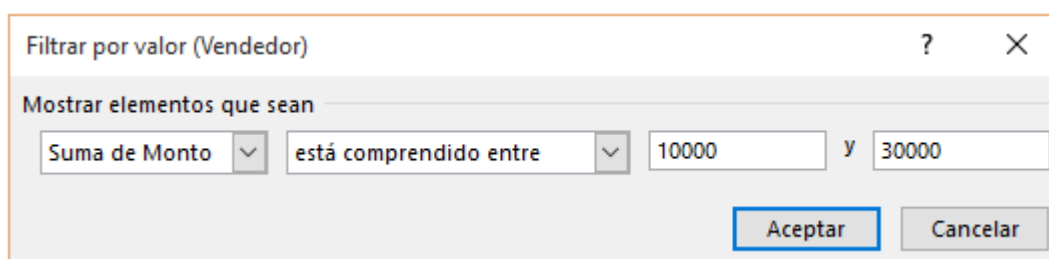 Filtrar por valor (Vendedor) ?
Mostrar elementos que sean
Suma de Monto está comprendido entre 10000 y 30000
Aceptar Cancelar